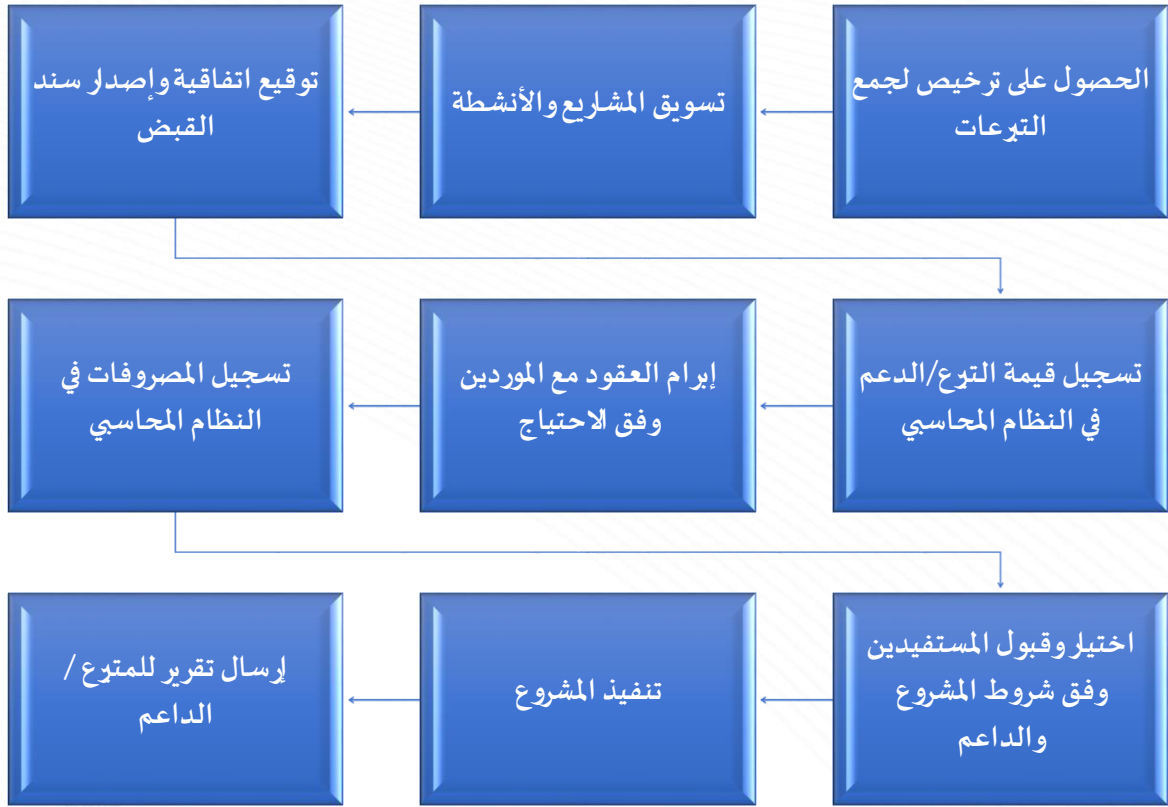 الحصول على ترخيص لجمع
التبرعات
تسويق المشاريع والأنشطة
توقيع اتفاقية وإصدار سند
القبض
تسجيل قيمة التبرع/الدعم
في النظام المحاسبي
إبرام العقود مع الموردين
وفق الاحتياج
تسجيل المصروفات في
النظام المحاسبي
اختيار وقبول المستفيدين
وفق شروط المشروع
والداعم
تنفيذ المشروع
إرسال تقرير للمتبرع /
الداعم